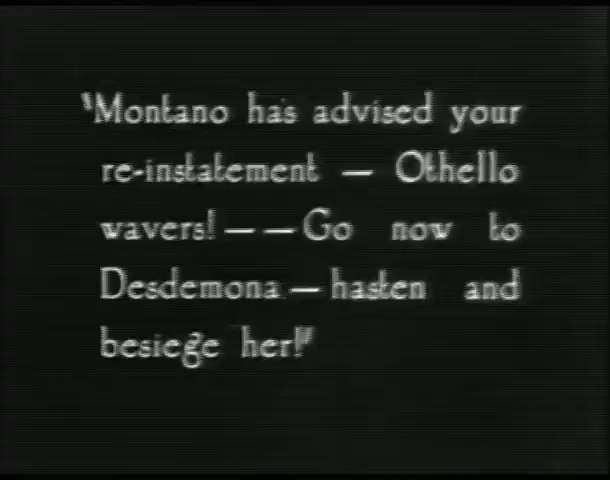 "Montano has advised your
re-instatement — Othello
wavers! — — Go now to
Desdemona — hasten and
besiege her!"